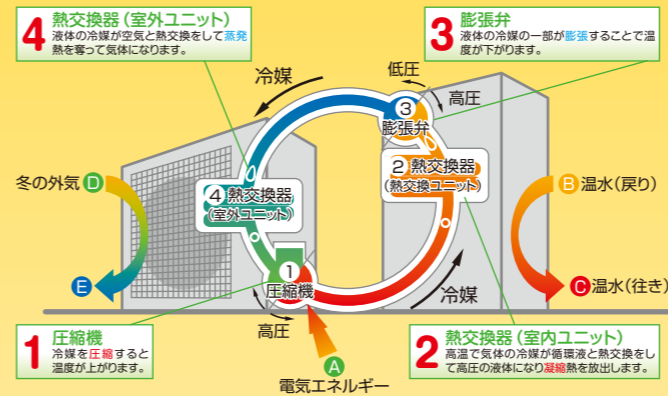 4 熱交換器（室外ユニット）
液体の冷媒が空気と熱交換をして蒸発
熱を奪って気体になります。
3 膨張弁
液体の冷媒の一部が膨張することで温
度が下がります。
冷媒
低圧
高圧
3
膨張弁
2 熱交換器
（熱交換ユニット）
4 熱交換器
（室外ユニット）
冬の外気 D
B 温水（戻り）
E
C 温水（往き）
1
圧縮機
冷媒
高圧
1 圧縮機
冷媒を圧縮すると
温度が上がります。
2 熱交換器（室内ユニット）
高温で気体の冷媒が循環液と熱交換をし
て高圧の液体になり凝縮熱を放出します。
A
電気エネルギー